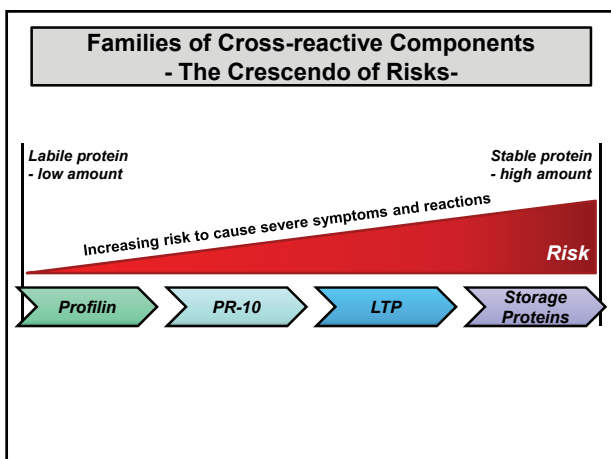 Families of Cross-reactive Components
- The Crescendo of Risks-
Labile protein
- low amount
Stable protein
- high amount
Increasing risk to cause severe symptoms and reactions
Risk
Profilin
PR-10
LTP
Storage
Proteins